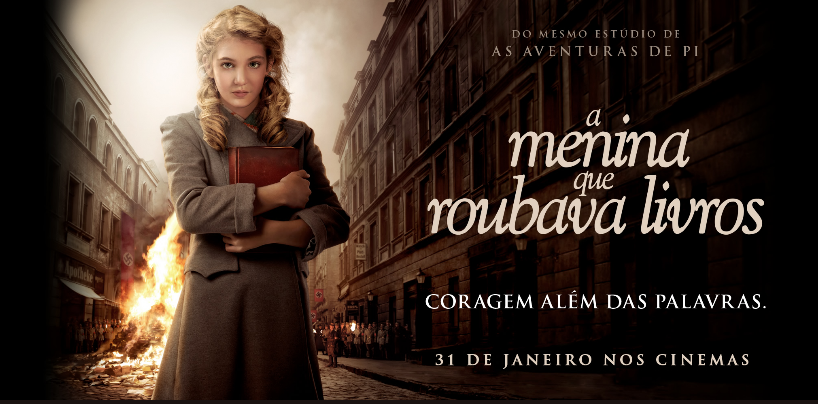 DO MESMO ESTÚDIO DE
AS AVENTURAS DE PI
a
menina
que
roubava livros
CORAGEM ALÉM DAS PALAVRAS.
31 DE JANEIRO NOS CINEMAS
Apotheke